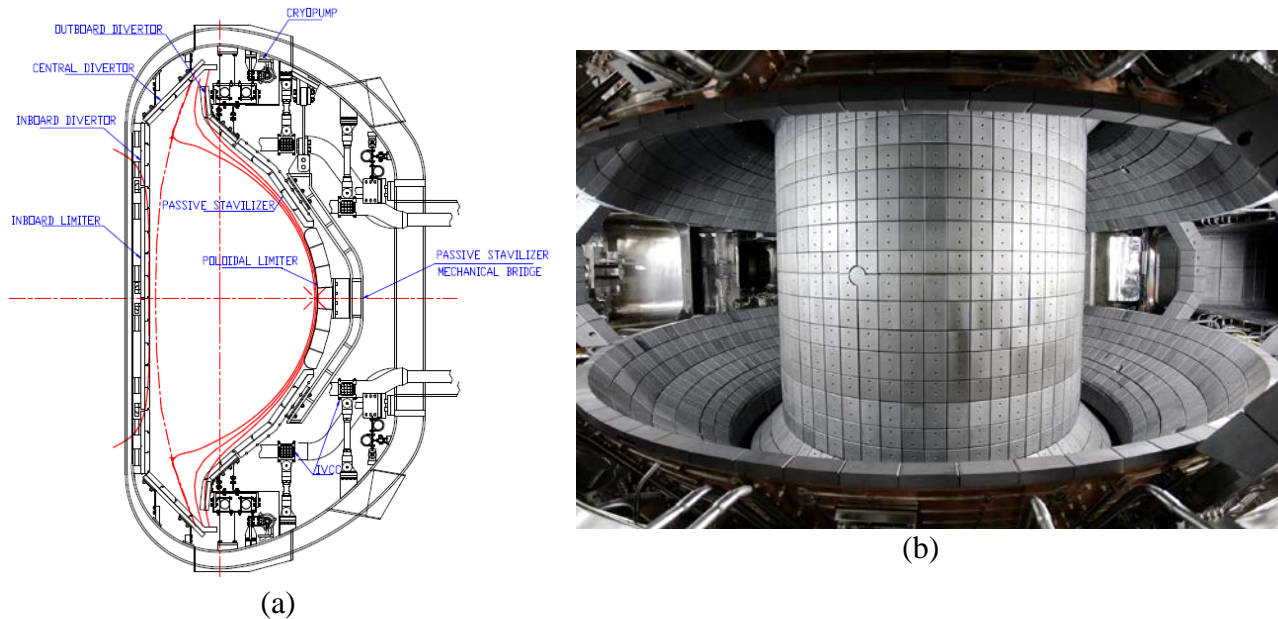 CRYOPUMP
OUTBOARD DIVERTOR
CENTRAL DIVERTOR
INBOARD DIVERTOR
PASSIVE STAVILIZER
INBOARD LIMITER
POLOIDAL LIMITER
PASSIVE STAVILIZER
MECHANICAL BRIDGE
IVCC
(a)
(b)